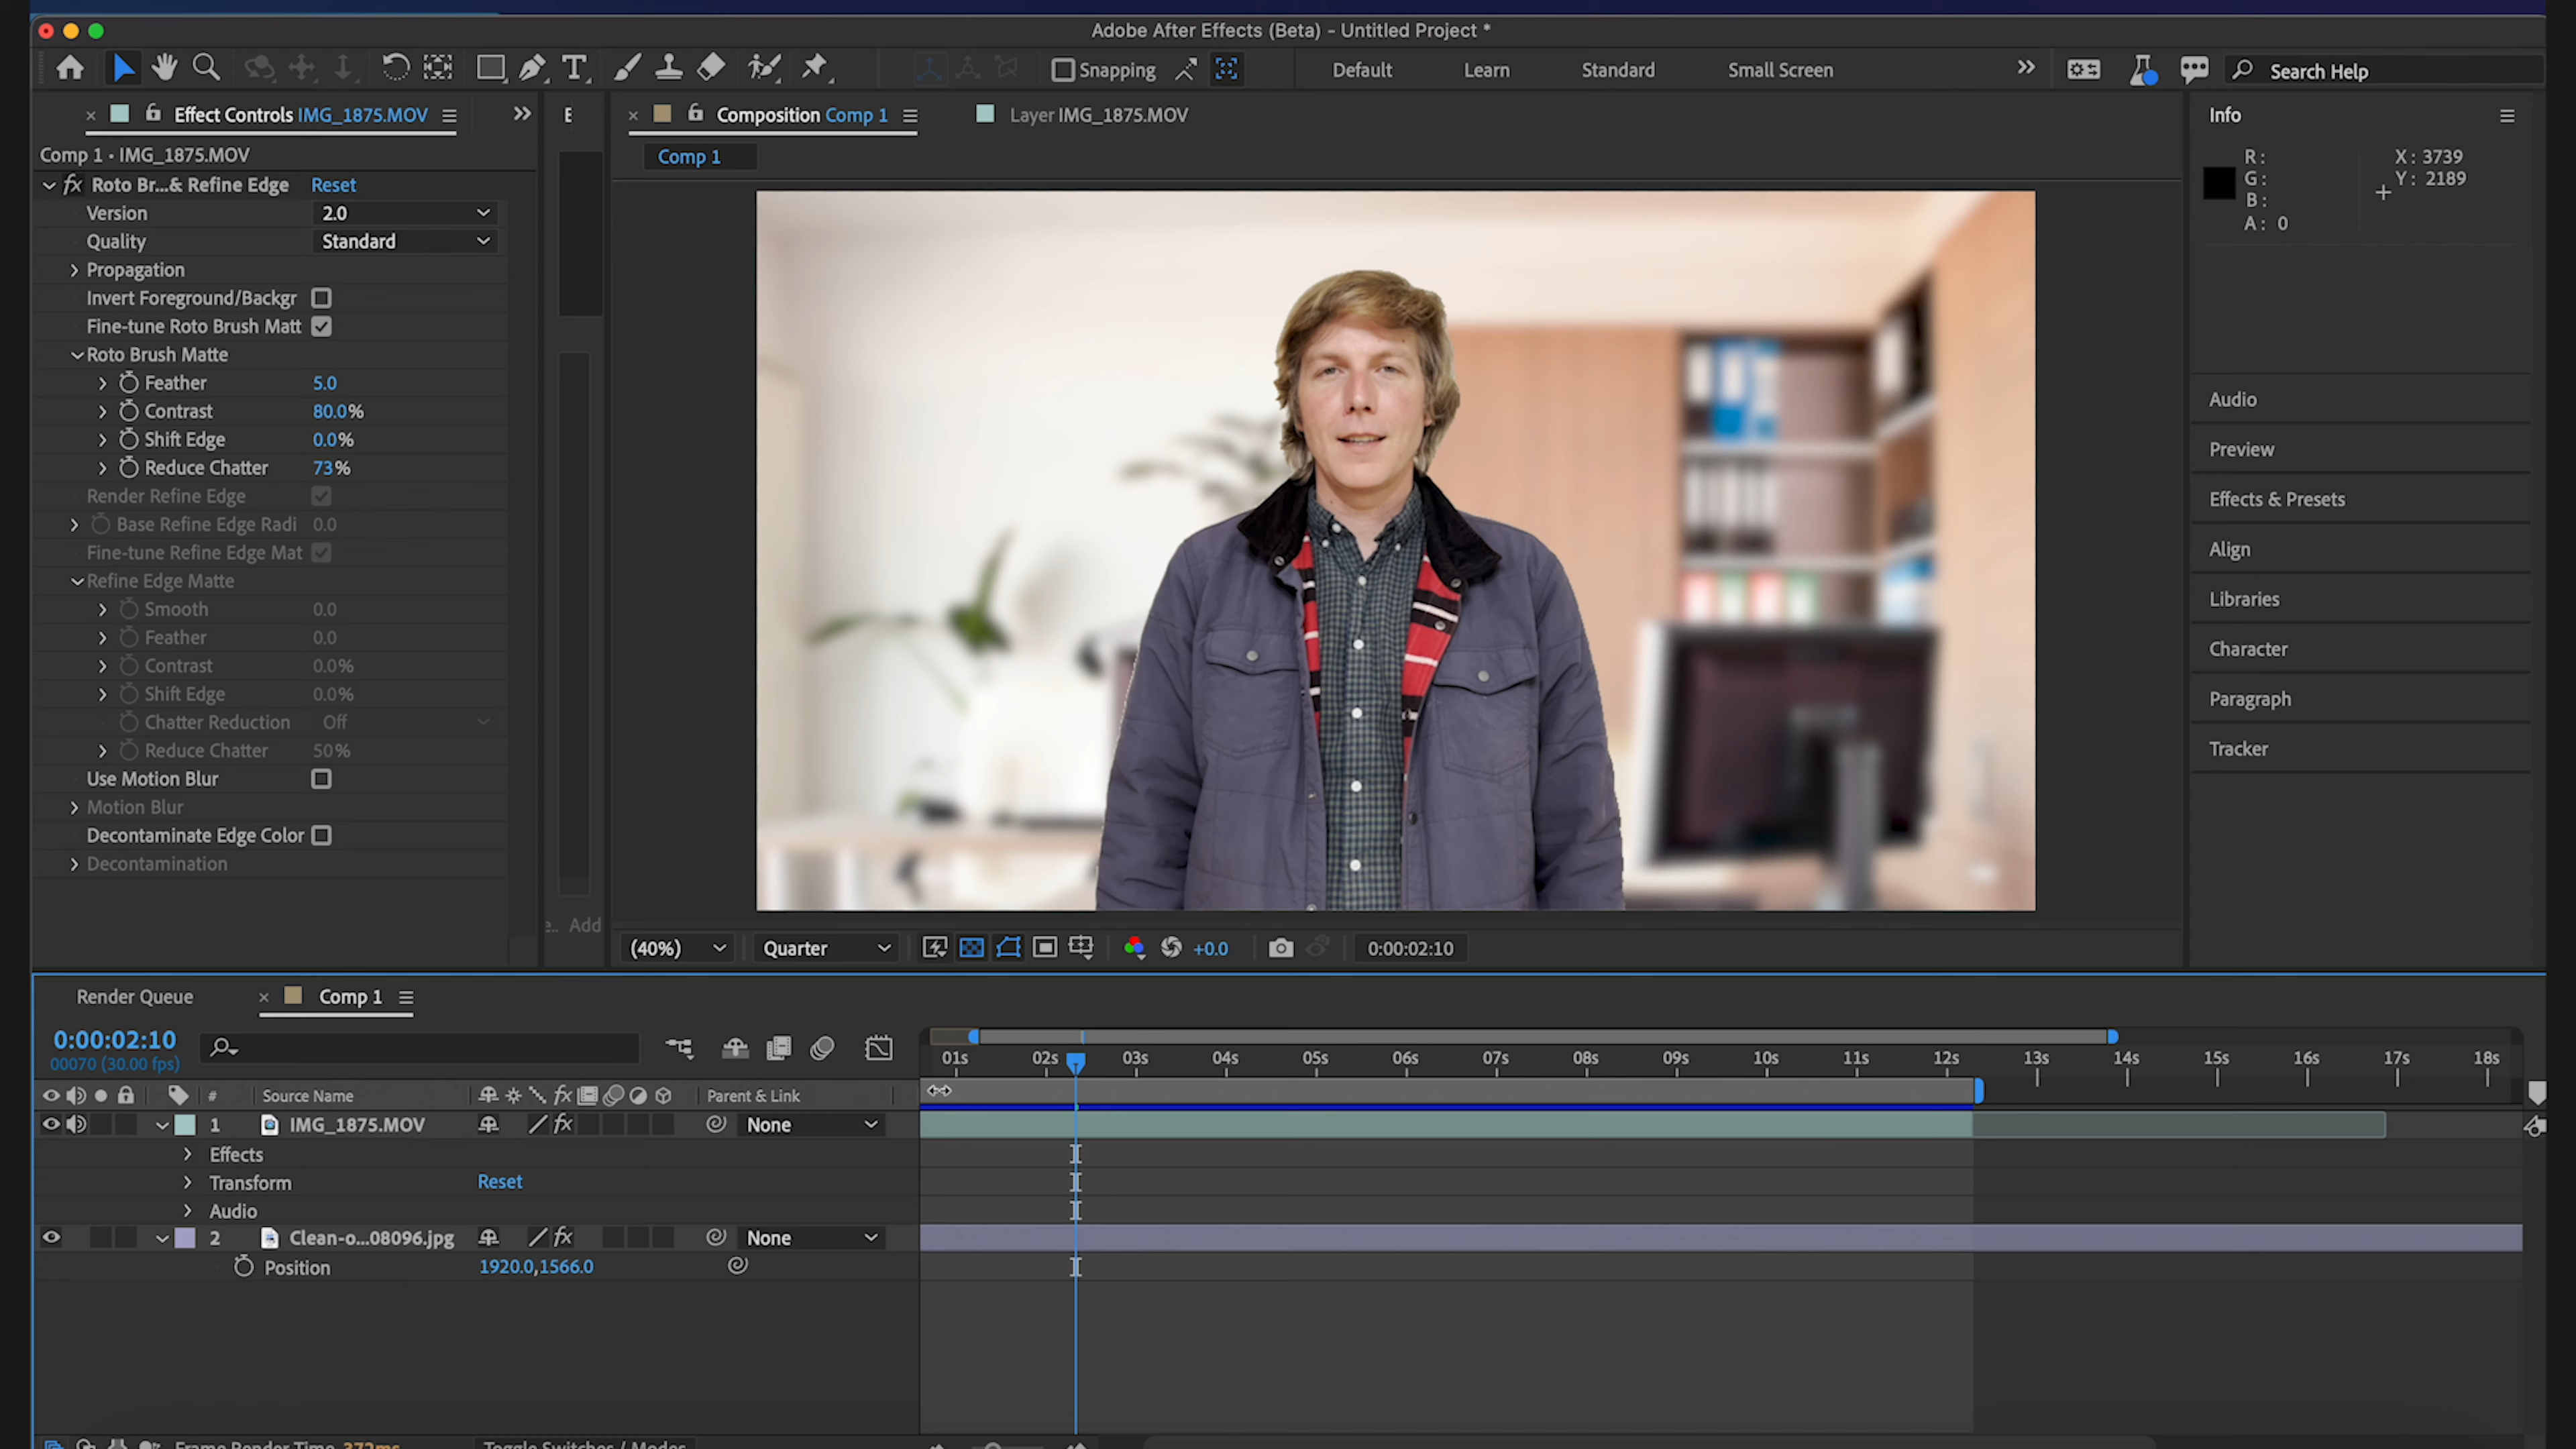 Adobe After Effects (Beta) - Untitled Project *
Snapping
Default
Learn
Standard
Small Screen
Search Help
Effect Controls IMG_1875.MOV
E
Composition Comp 1
Layer IMG_1875.MOV
Info
Comp 1 • IMG_1875.MOV
Comp 1
R:
G:
B:
A: 0
X: 3739
Y: 2189
fx Roto Br...& Refine Edge Reset
Version 2.0
Quality Standard
Propagation
Invert Foreground/Backgr
Fine-tune Roto Brush Matt
Roto Brush Matte
Feather 5.0
Contrast 80.0%
Shift Edge 0.0%
Reduce Chatter 73%
Render Refine Edge
Base Refine Edge Radi 0.0
Fine-tune Refine Edge Mat
Refine Edge Matte
Smooth 0.0
Feather 0.0
Contrast 0.0%
Shift Edge 0.0%
Chatter Reduction Off
Reduce Chatter 50%
Use Motion Blur
Motion Blur
Decontaminate Edge Color
Decontamination
Audio
Preview
Effects & Presets
Align
Libraries
Character
Paragraph
Tracker
e.. Add
(40%) Quarter +0.0 0:00:02:10
Render Queue
Comp 1
0:00:02:10
00070 (30.00 fps)
01s 02s 03s 04s 05s 06s 07s 08s 09s 10s 11s 12s 13s 14s 15s 16s 17s 18s
# Source Name fx Parent & Link
1 IMG_1875.MOV fx None
Effects
Transform Reset
Audio
2 Clean-o...08096.jpg fx None
Position 1920.0,1566.0
Frame Render Time 372ms
Toggle Switches / Modes